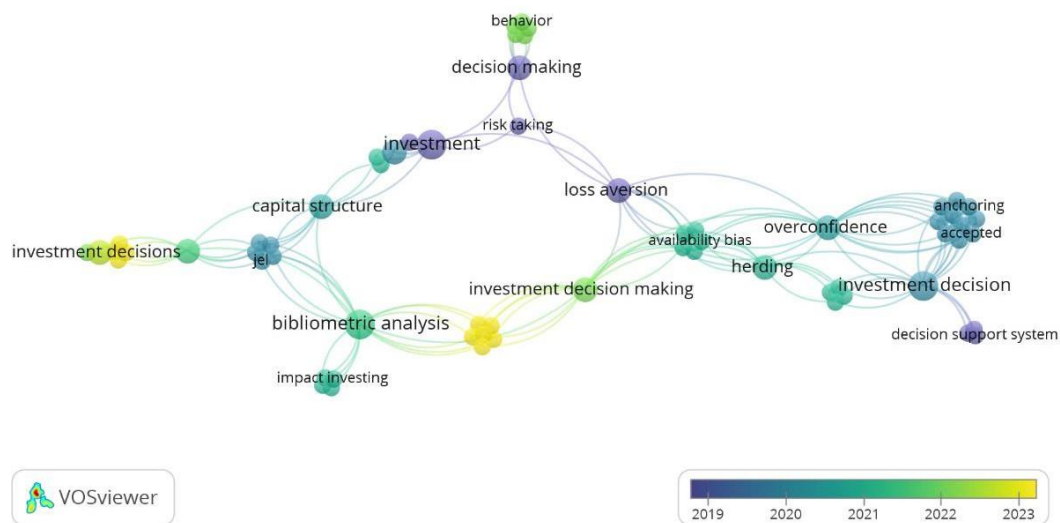 behavior
decision making
risk taking
investment
loss aversion
capital structure
anchoring
overconfidence
accepted
availability bias
investment decisions
jel
herding
investment decision making
investment decision
bibliometric analysis
decision support system
impact investing
VOSviewer
2019 2020 2021 2022 2023